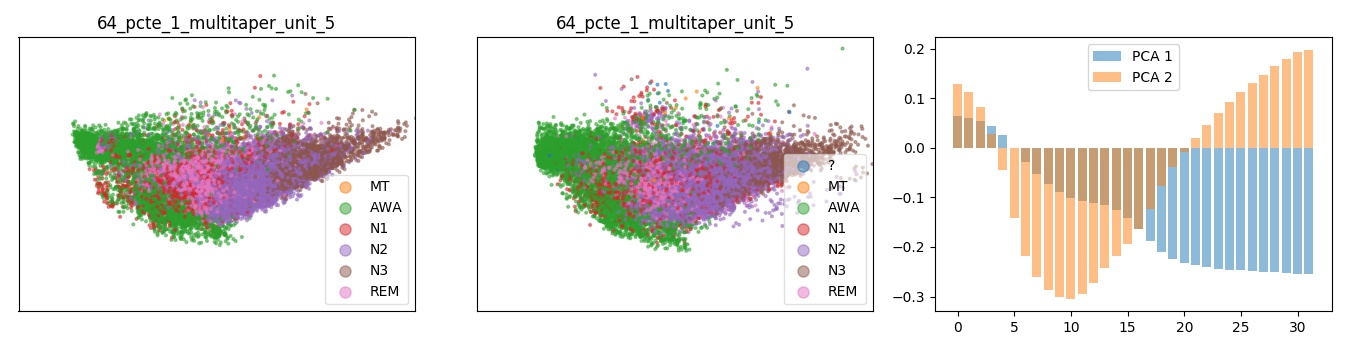 64_pcte_1_multitaper_unit_5
MT
AWA
N1
N2
N3
REM
64_pcte_1_multitaper_unit_5
?
MT
AWA
N1
N2
N3
REM
PCA 1
PCA 2
0.2
0.1
0.0
−0.1
−0.2
−0.3
0 5 10 15 20 25 30